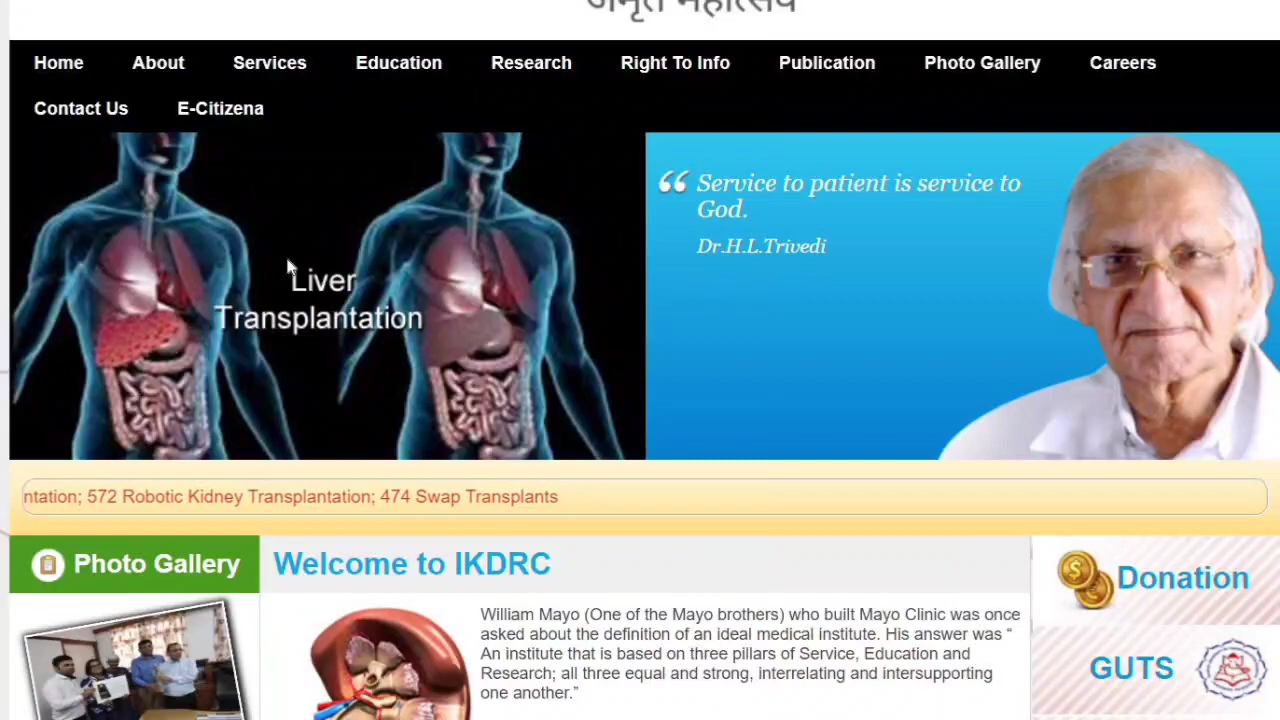 अमृत महोत्सव
Home About Services Education Research Right To Info Publication Photo Gallery Careers
Contact Us E-Citizena
“ Service to patient is service to
God.
Dr.H.L.Trivedi
Liver
Transplantation
ntation; 572 Robotic Kidney Transplantation; 474 Swap Transplants
Photo Gallery
Welcome to IKDRC
William Mayo (One of the Mayo brothers) who built Mayo Clinic was once
asked about the definition of an ideal medical institute. His answer was “
An institute that is based on three pillars of Service, Education and
Research; all three equal and strong, interrelating and intersupporting
one another.”
Donation
GUTS